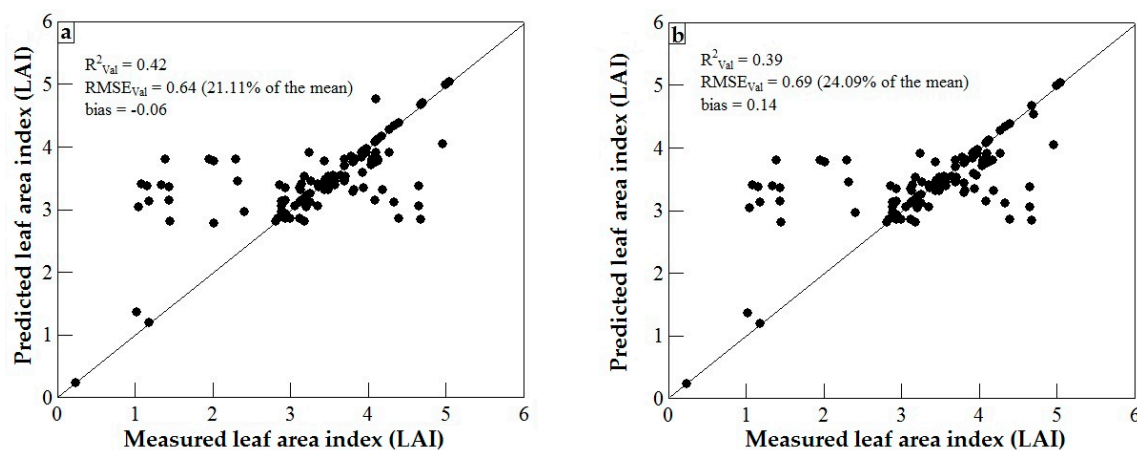 a
R²Val = 0.42
RMSEVal = 0.64 (21.11% of the mean)
bias = -0.06
Predicted leaf area index (LAI)
6
5
4
3
2
1
0
0 1 2 3 4 5 6
Measured leaf area index (LAI)
b
R²Val = 0.39
RMSEVal = 0.69 (24.09% of the mean)
bias = 0.14
Predicted leaf area index (LAI)
6
5
4
3
2
1
0
0 1 2 3 4 5 6
Measured leaf area index (LAI)